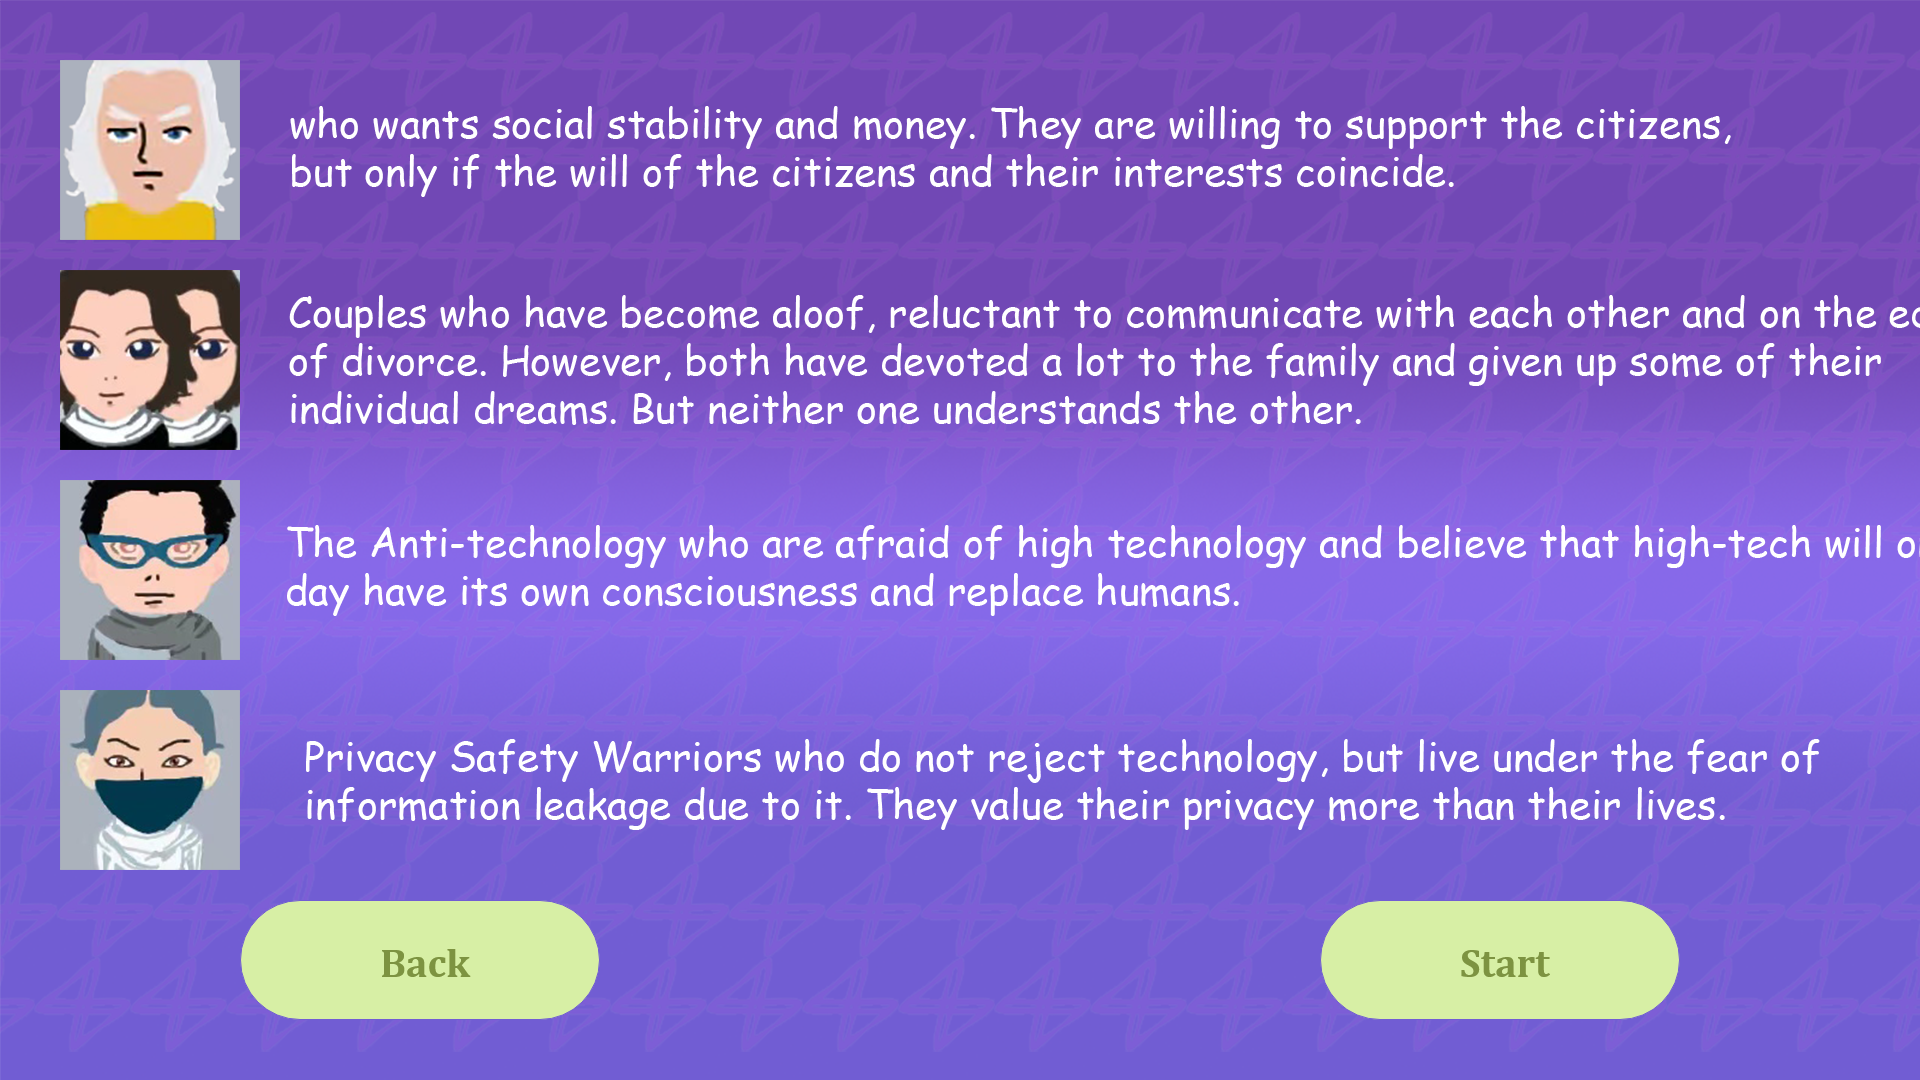 who wants social stability and money. They are willing to support the citizens,
but only if the will of the citizens and their interests coincide.
Couples who have become aloof, reluctant to communicate with each other and on the
of divorce. However, both have devoted a lot to the family and given up some of their
individual dreams. But neither one understands the other.
The Anti-technology who are afraid of high technology and believe that high-tech will
day have its own consciousness and replace humans.
Privacy Safety Warriors who do not reject technology, but live under the fear of
information leakage due to it. They value their privacy more than their lives.
Back
Start